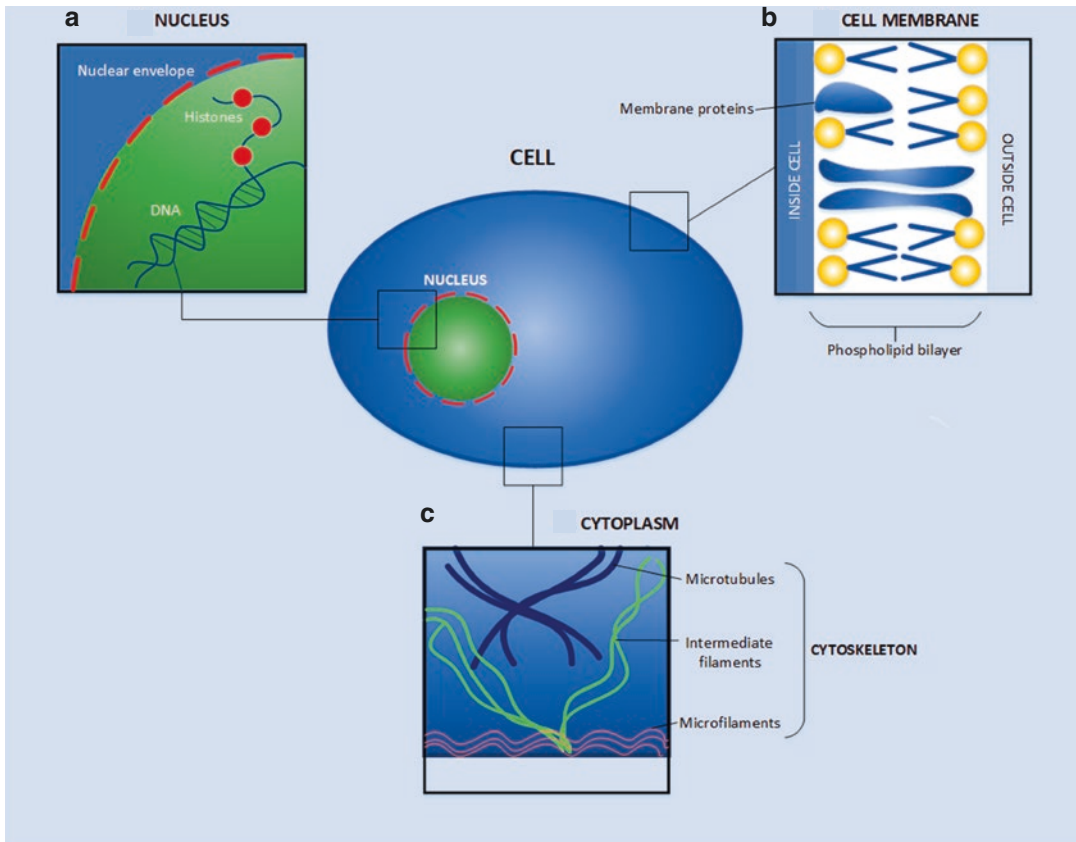 a
NUCLEUS
Nuclear envelope
Histones
DNA
b
CELL MEMBRANE
Membrane proteins
INSIDE CELL
OUTSIDE CELL
Phospholipid bilayer
CELL
NUCLEUS
c
CYTOPLASM
Microtubules
Intermediate
filaments
Microfilaments
CYTOSKELETON